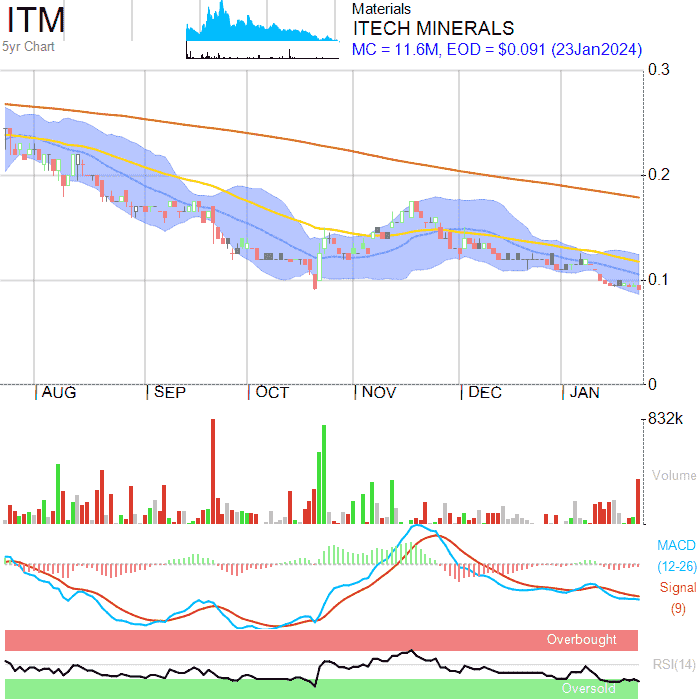 ITM
5yr Chart
Materials
ITECH MINERALS
MC = 11.6M, EOD = $0.091 (23Jan2024)
0.3
0.2
0.1
0
AUG SEP OCT NOV DEC JAN
832k
Volume
MACD
(12-26)
Signal
(9)
Overbought
RSI(14)
Oversold